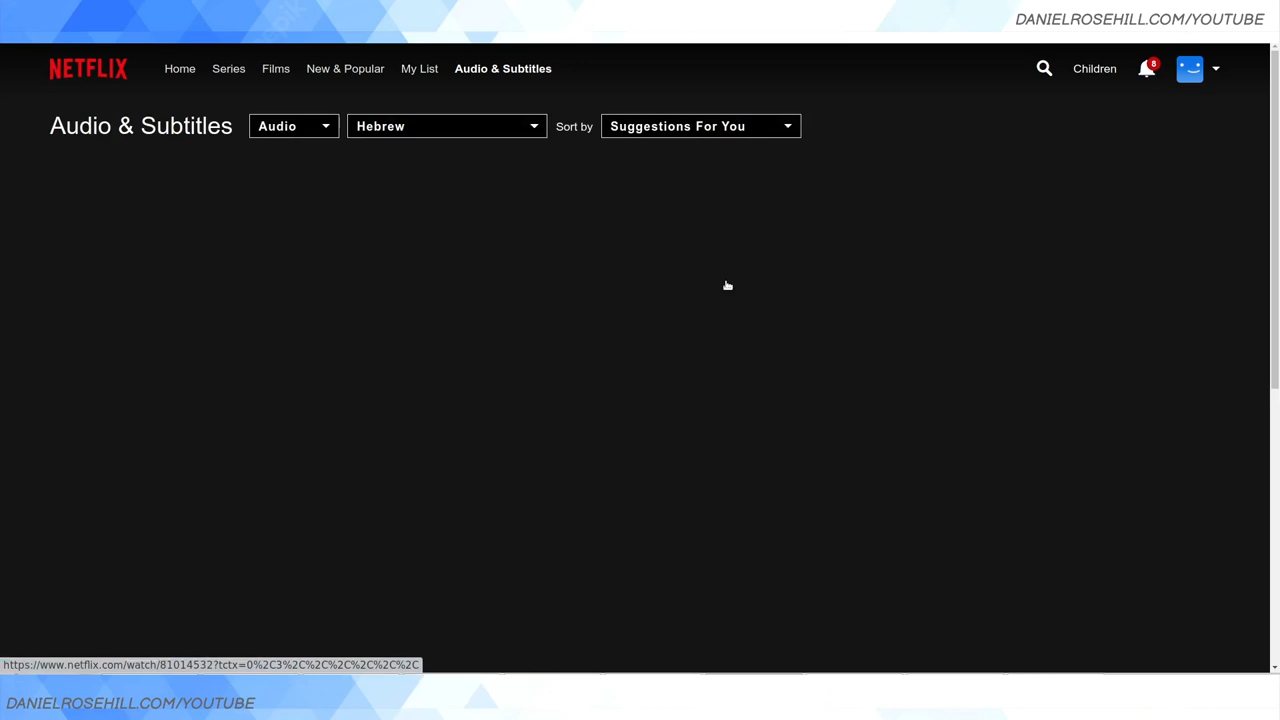 DANIELROSEHILL.COM/YOUTUBE
NETFLIX Home Series Films New & Popular My List Audio & Subtitles Children 8
Audio & Subtitles Audio Hebrew Sort by Suggestions For You
https://www.netflix.com/watch/81014532?tctx=0%2C3%2C%2C%2C%2C%2C%2C
DANIELROSEHILL.COM/YOUTUBE